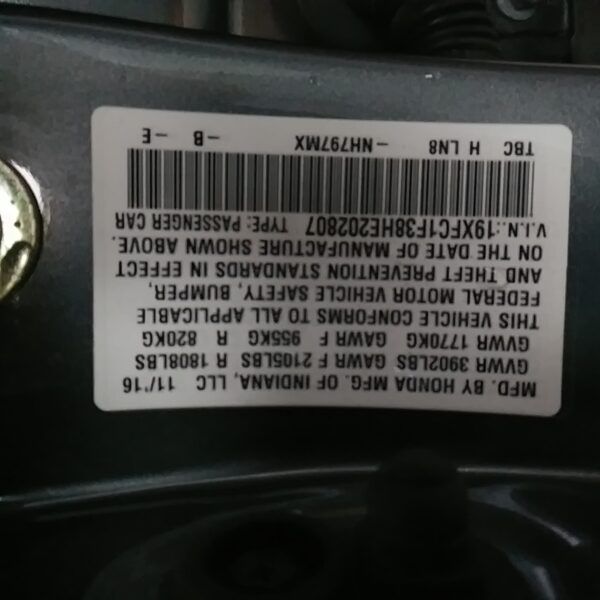 MFD. BY HONDA MFG. OF INDIANA, LLC 11/'16
GVWR 3902LBS GAWR F 2105LBS R 1808LBS
GVWR 1770KG GAWR F 955KG R 820KG
THIS VEHICLE CONFORMS TO ALL APPLICABLE
FEDERAL MOTOR VEHICLE SAFETY, BUMPER,
AND THEFT PREVENTION STANDARDS IN EFFECT
ON THE DATE OF MANUFACTURE SHOWN ABOVE.
V.I.N.:19XFC1F38HE202807 TYPE: PASSENGER CAR
TBC H LN8 -NH797MX -B -E